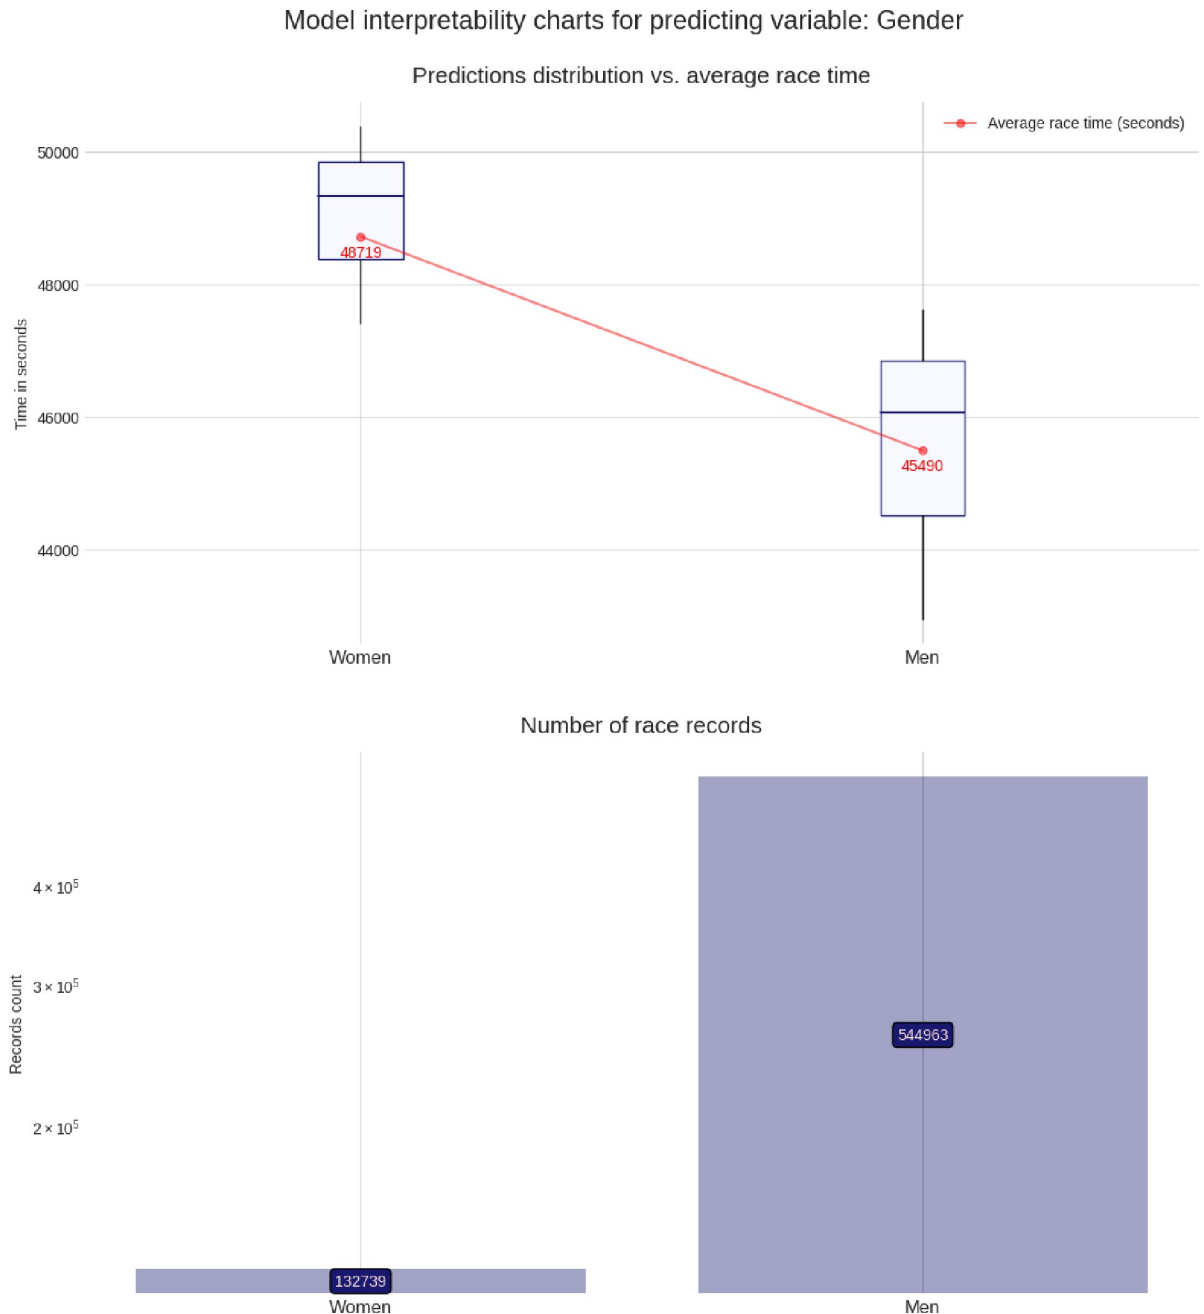 Model interpretability charts for predicting variable: Gender
Predictions distribution vs. average race time
Average race time (seconds)
50000
48719
48000
Time in seconds
46000
45490
44000
Women Men
Number of race records
4 × 10⁵
3 × 10⁵
Records count
544963
2 × 10⁵
132739
Women Men